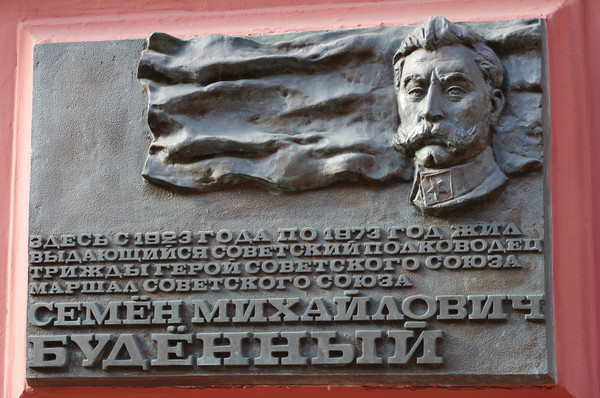 ЗДЕСЬ С 1923 ГОДА ПО 1973 ГОД ЖИЛ
ВЫДАЮЩИЙСЯ СОВЕТСКИЙ ПОЛКОВОДЕЦ
ТРИЖДЫ ГЕРОЙ СОВЕТСКОГО СОЮЗА
МАРШАЛ СОВЕТСКОГО СОЮЗА
СЕМЁН МИХАЙЛОВИЧ
БУДЁННЫЙ